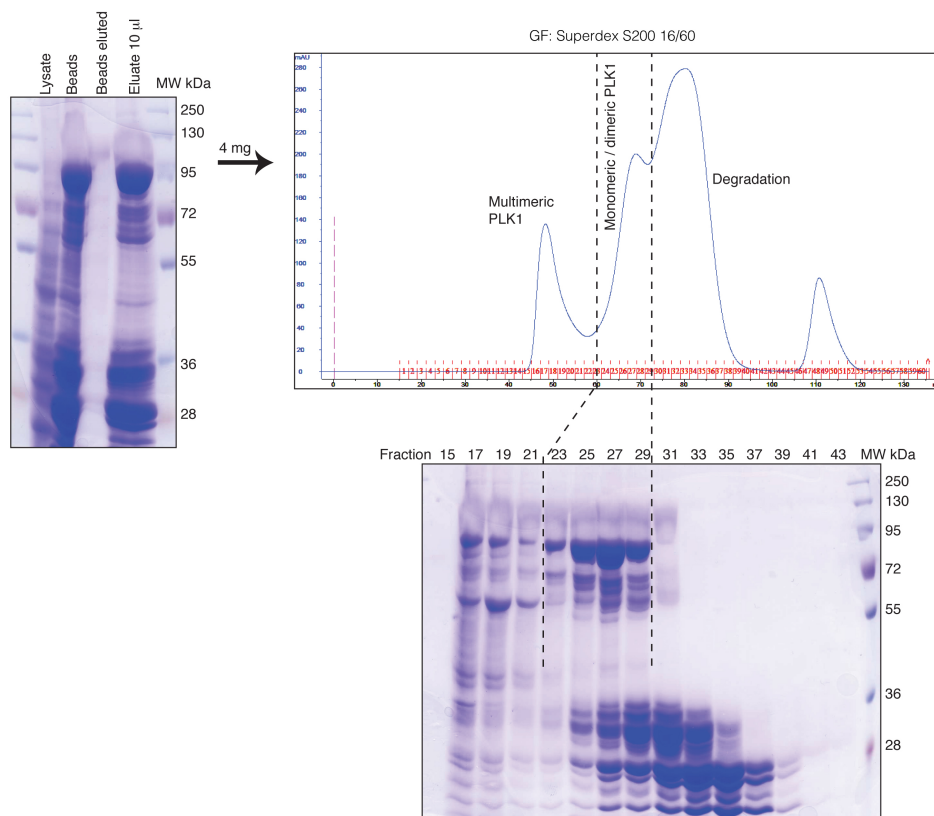 GF: Superdex S200 16/60
Lysate
Beads
Beads eluted
Eluate 10 µl
MW kDa
250
130
95
72
55
36
28
4 mg
mAU
280
260
240
220
200
180
160
140
120
100
80
60
40
20
0
Multimeric
PLK1
Monomeric / dimeric PLK1
Degradation
0 10 20 30 40 50 60 70 80 90 100 110 120 130
Fraction 15 17 19 21 23 25 27 29 31 33 35 37 39 41 43 MW kDa
250
130
95
72
55
36
28